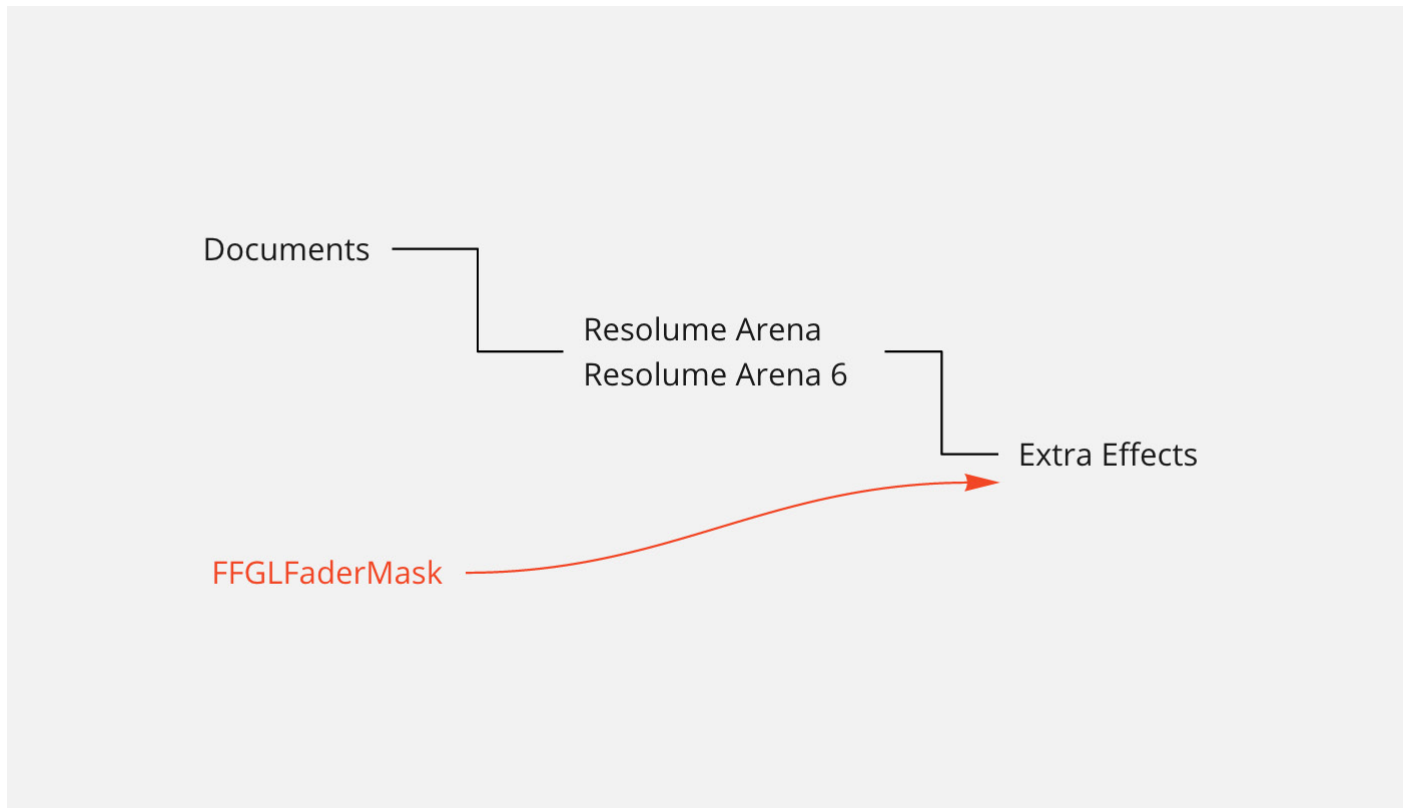 Documents
Resolume Arena
Resolume Arena 6
Extra Effects
FFGLFaderMask